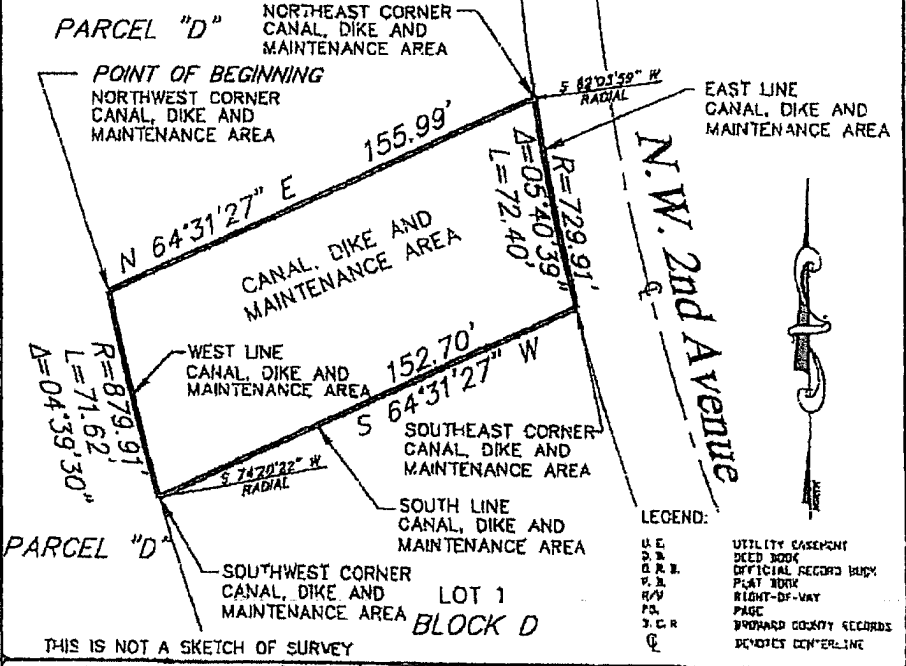 PARCEL "D"
NORTHEAST CORNER
CANAL, DIKE AND
MAINTENANCE AREA
POINT OF BEGINNING
NORTHWEST CORNER
CANAL, DIKE AND
MAINTENANCE AREA
S 82°03'59" W
RADIAL
EAST LINE
CANAL, DIKE AND
MAINTENANCE AREA
N 64°31'27" E
155.99'
R=729.91'
Δ=05°40'39"
L=72.40'
N.W. 2nd Avenue
CANAL, DIKE AND
MAINTENANCE AREA
WEST LINE
CANAL, DIKE AND
MAINTENANCE AREA
R=879.91'
L=71.62'
Δ=04°39'30"
152.70'
S 64°31'27" W
SOUTHEAST CORNER
CANAL, DIKE AND
MAINTENANCE AREA
S 74°20'22" W
RADIAL
SOUTH LINE
CANAL, DIKE AND
MAINTENANCE AREA
PARCEL "D"
SOUTHWEST CORNER
CANAL, DIKE AND
MAINTENANCE AREA
LOT 1
BLOCK D
THIS IS NOT A SKETCH OF SURVEY
LEGEND:
U.E. UTILITY EASEMENT
D.B. DEED BOOK
O.R.B. OFFICIAL RECORD BOOK
P.B. PLAT BOOK
R/W RIGHT-OF-WAY
PG. PAGE
B.C.R. BROWARD COUNTY RECORDS
℄ DENOTES CENTERLINE